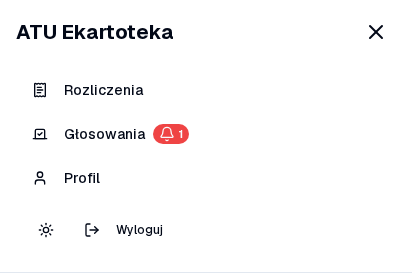 ATU Ekartoteka
Rozliczenia
Głosowania 1
Profil
Wyloguj